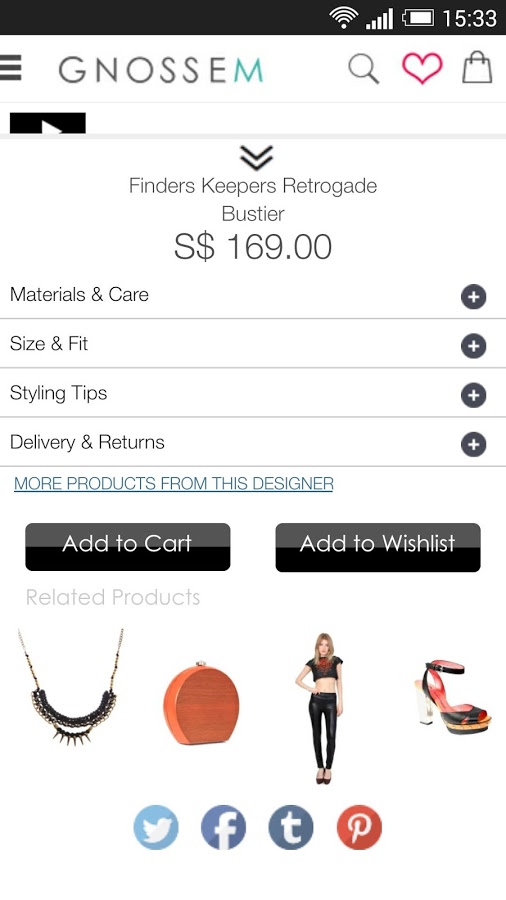 15:33
GNOSSEM
Finders Keepers Retrogade
Bustier
S$ 169.00
Materials & Care
Size & Fit
Styling Tips
Delivery & Returns
MORE PRODUCTS FROM THIS DESIGNER
Add to Cart
Add to Wishlist
Related Products